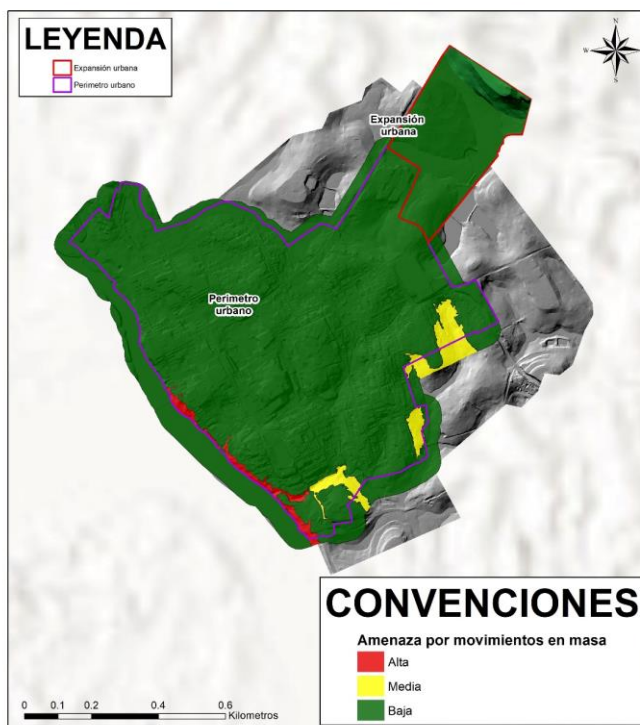 LEYENDA
Expansión urbana
Perimetro urbano
N
W
E
S
Expansión
urbana
Perimetro
urbano
CONVENCIONES
Amenaza por movimientos en masa
Alta
Media
Baja
0 0.1 0.2 0.4 0.6
Kilometros